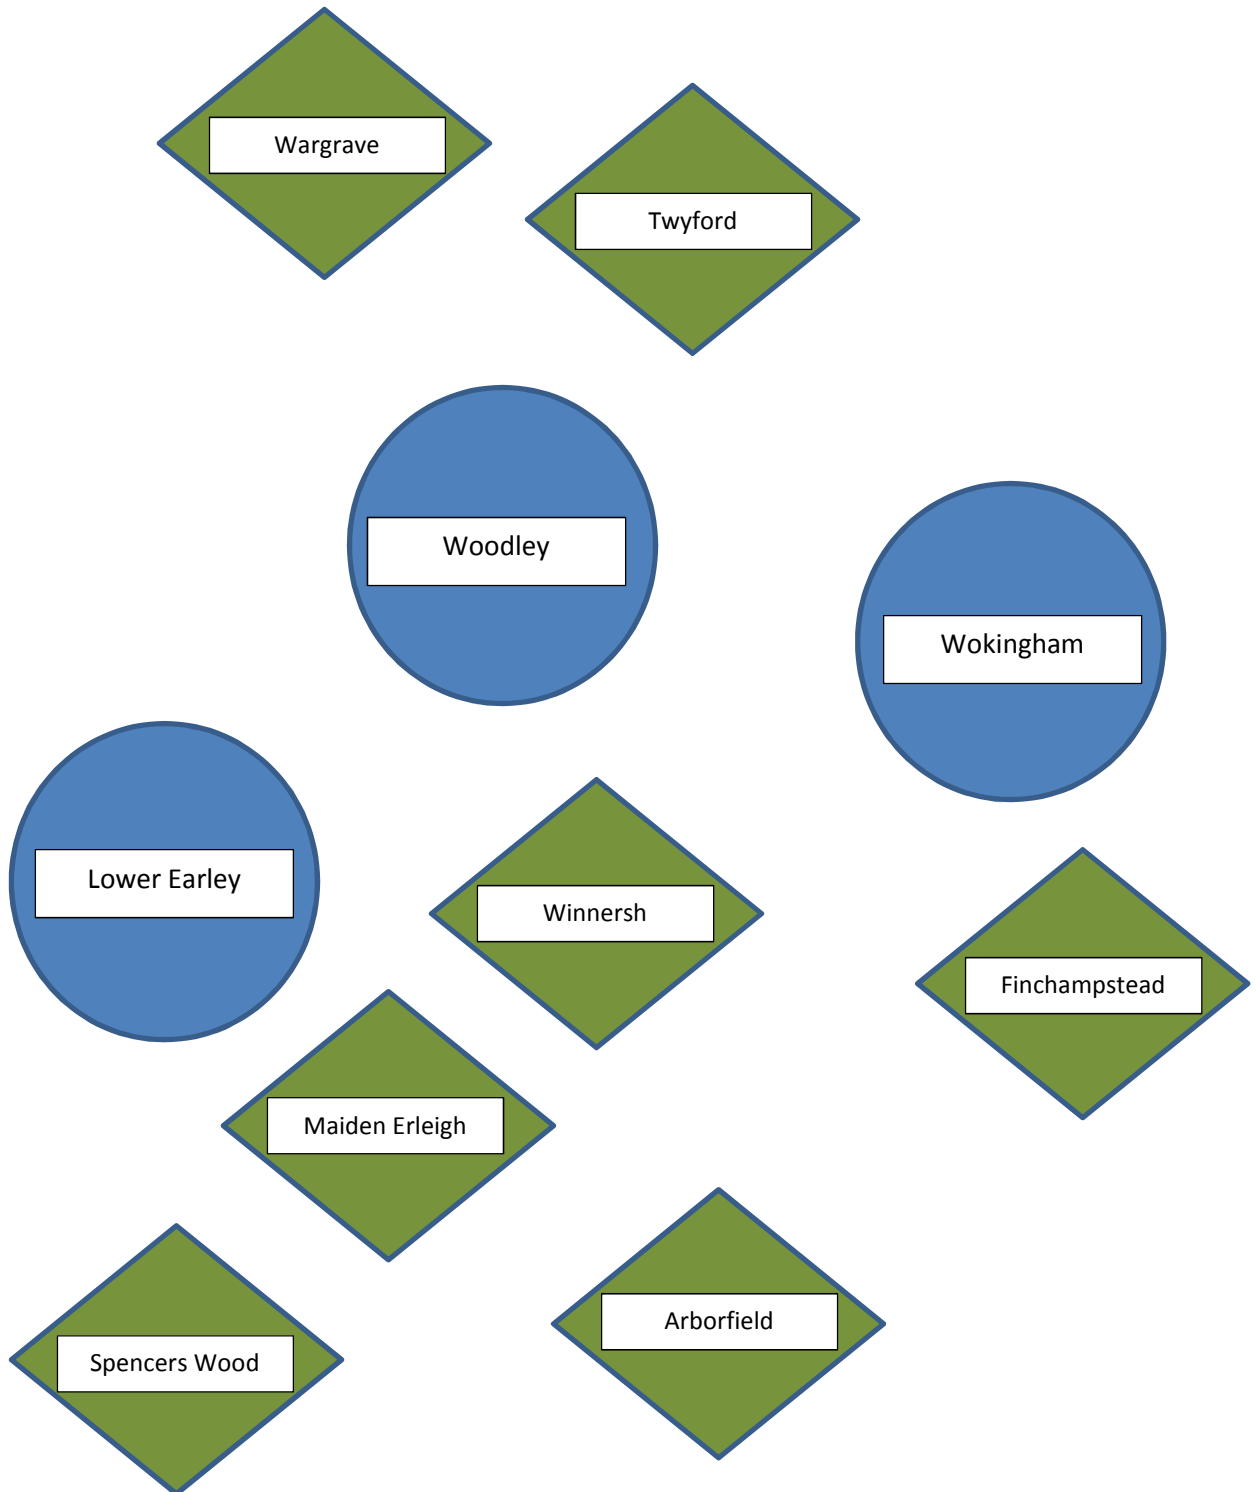 Wargrave
Twyford
Woodley
Wokingham
Lower Earley
Winnersh
Finchampstead
Maiden Erleigh
Arborfield
Spencers Wood